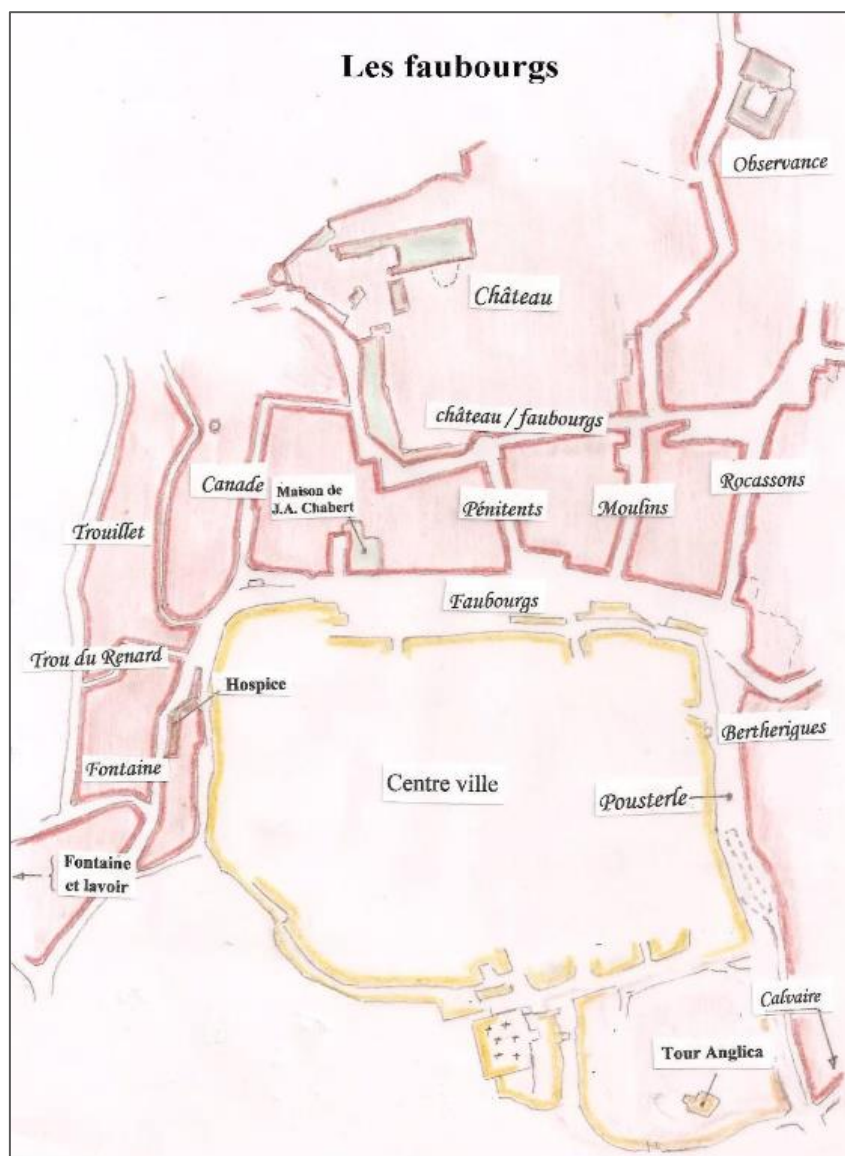 Les faubourgs
Observance
Château
château / faubourgs
Canade
Maison de
J.A. Chabert
Pénitents
Moulins
Rocassons
Trouillet
Faubourgs
Trou du Renard
Hospice
Bertherigues
Fontaine
Centre ville
Pousterle
Fontaine
et lavoir
Calvaire
Tour Anglica